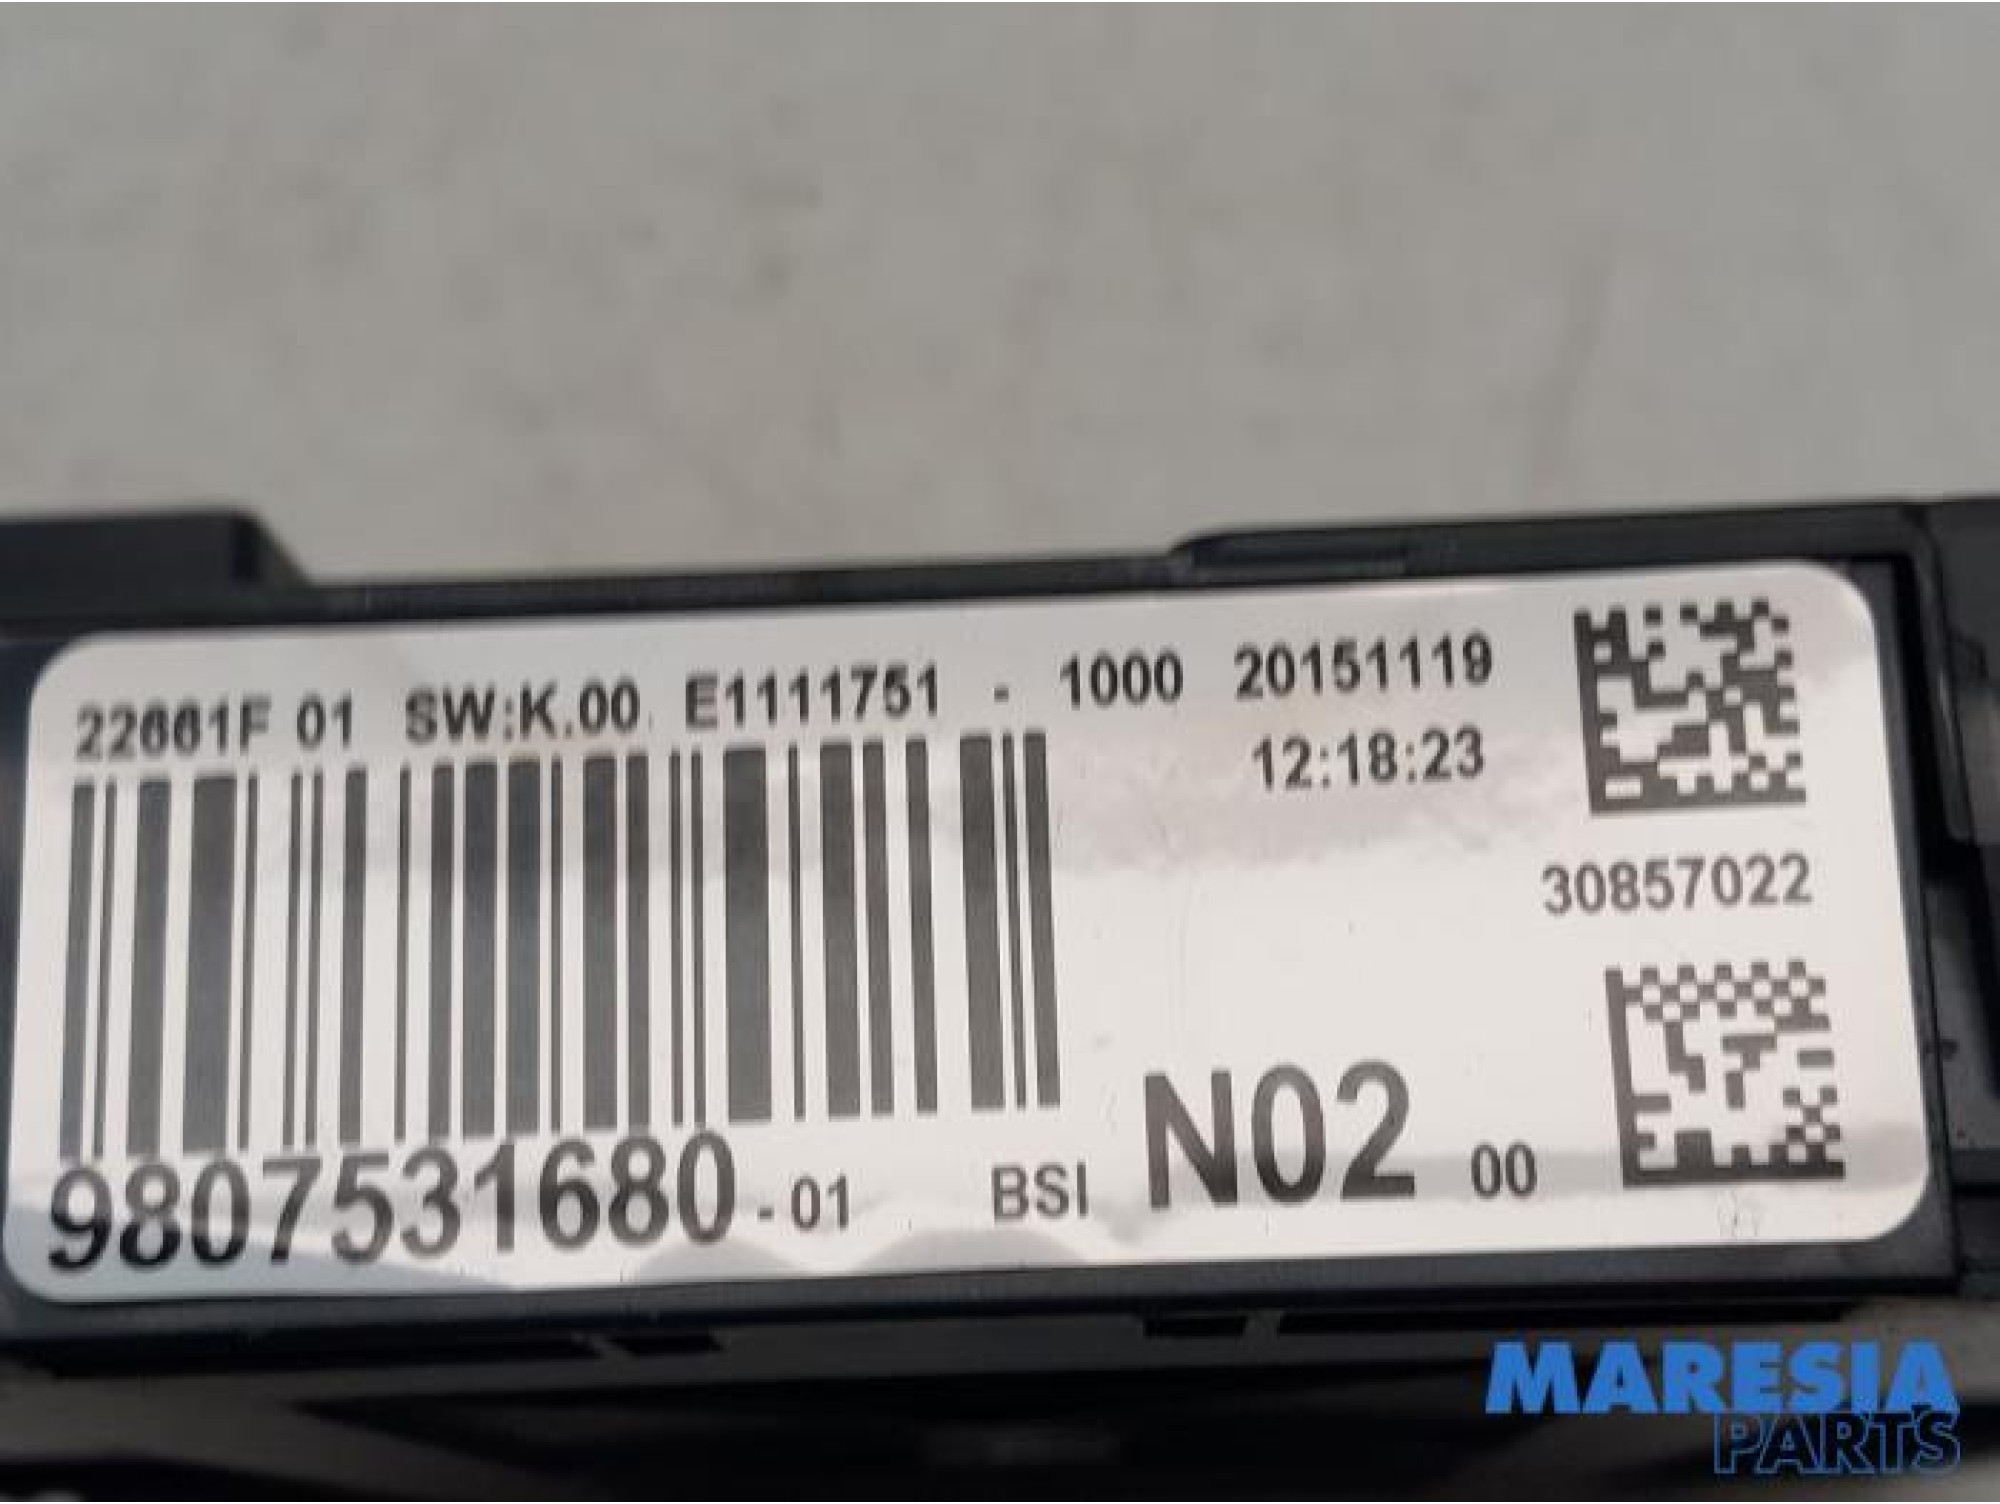 22661F 01 SW:K.00 E1111751 - 1000 20151119
12:18:23
30857022
9807531680-01 BSI N02 00
MARESIA
PARTS